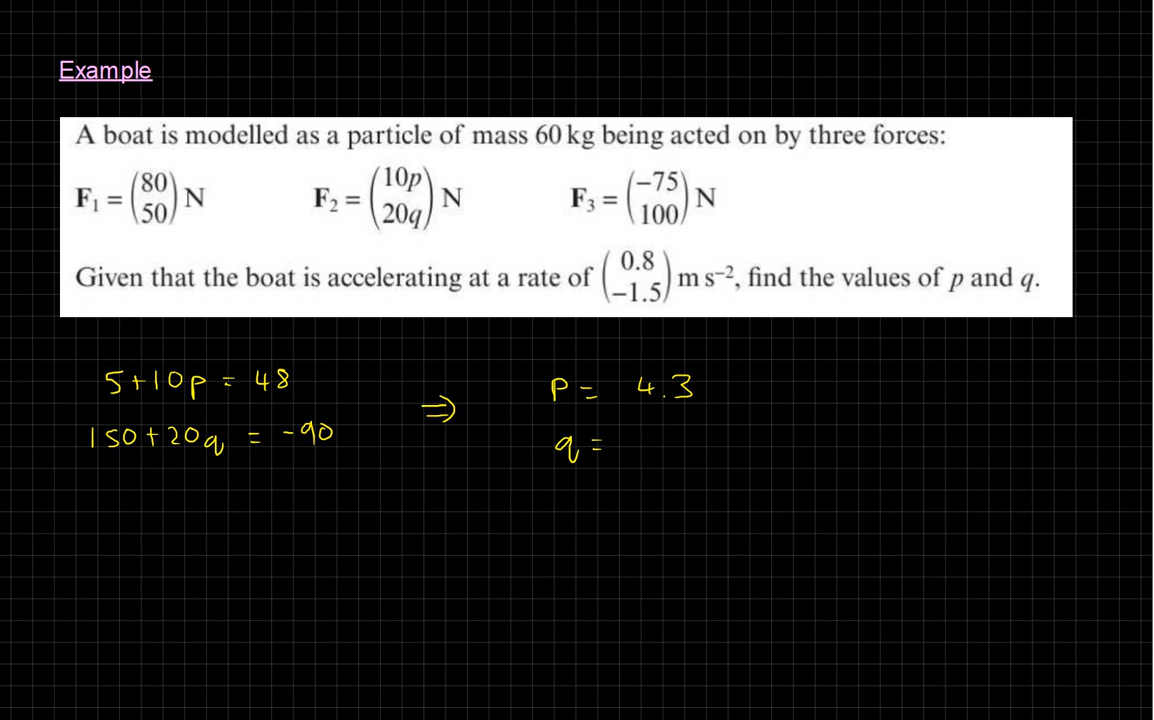 Example
A boat is modelled as a particle of mass 60 kg being acted on by three forces:
F₁ = (80 50) N F₂ = (10p 20q) N F₃ = (−75 100) N
Given that the boat is accelerating at a rate of (0.8 −1.5) m s⁻², find the values of p and q.
5+10p = 48 ⇒ p = 4.3
150+20q = -90 q =